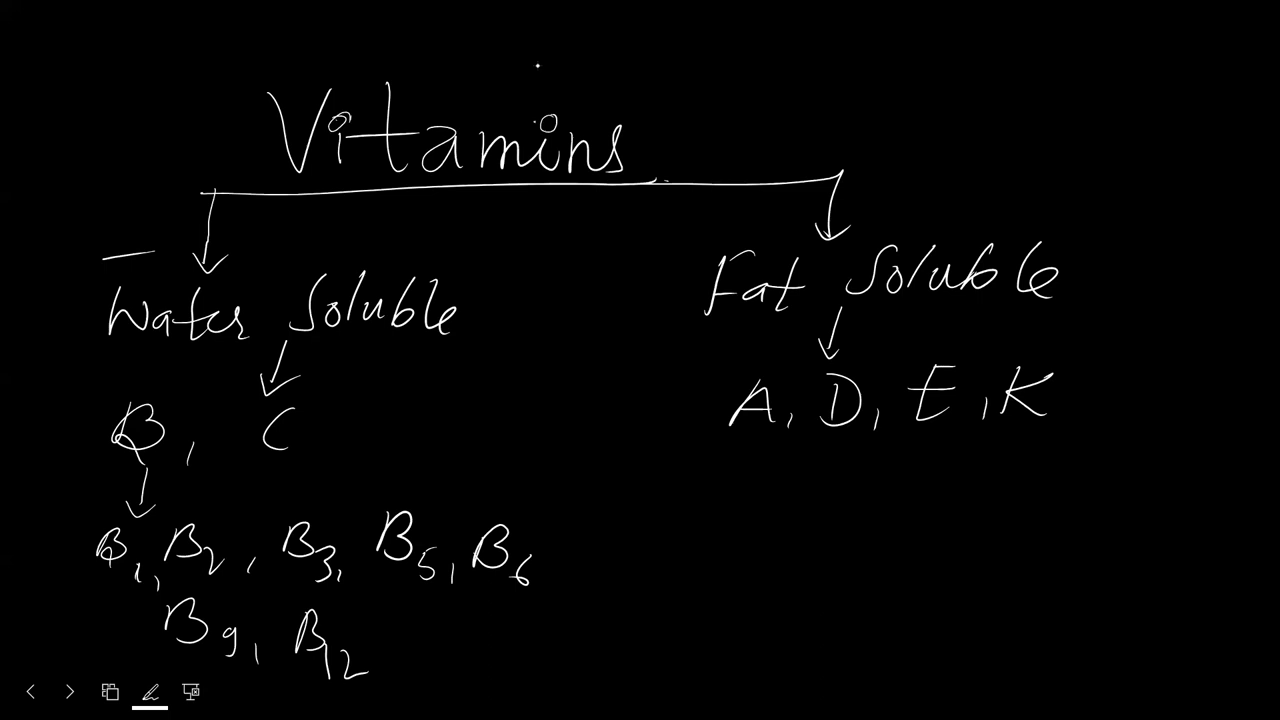 Vitamins
Water Soluble
Fat Soluble
B, C
A, D, E, K
B1, B2, B3, B5, B6
B9, B12